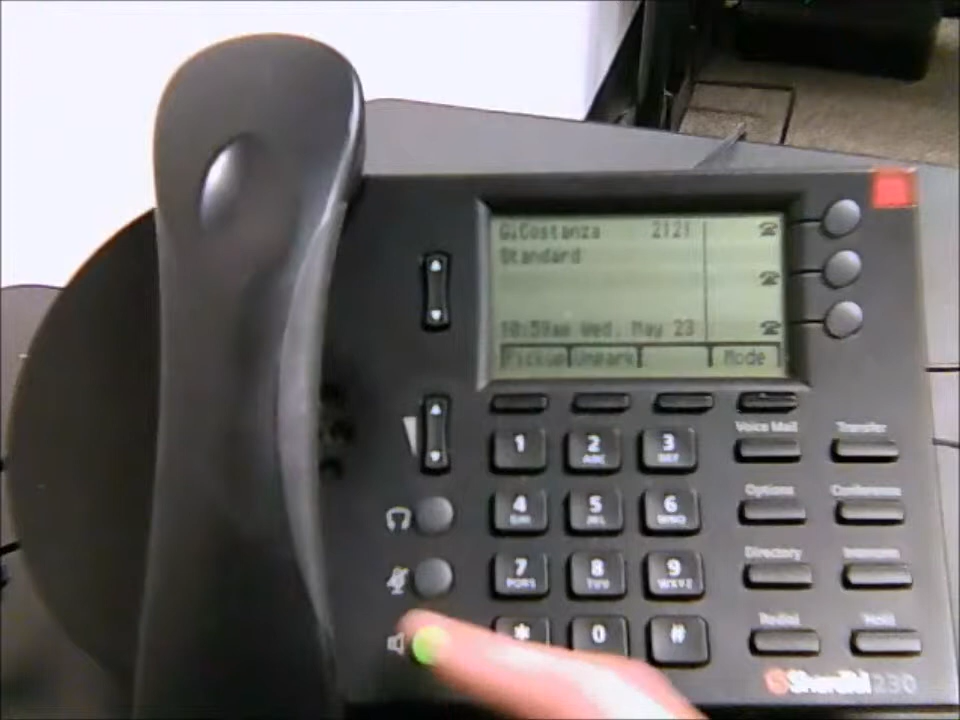 G.Costanza 2121
Standard
10:59am Wed, May 23
Pickup Unpark Mode
Voice Mail Transfer
1 2 ABC 3 DEF
Options Conference
4 GHI 5 JKL 6 MNO
Directory Intercom
7 PQRS 8 TUV 9 WXYZ
Redial Hold
* 0 #
ShoreTel 230